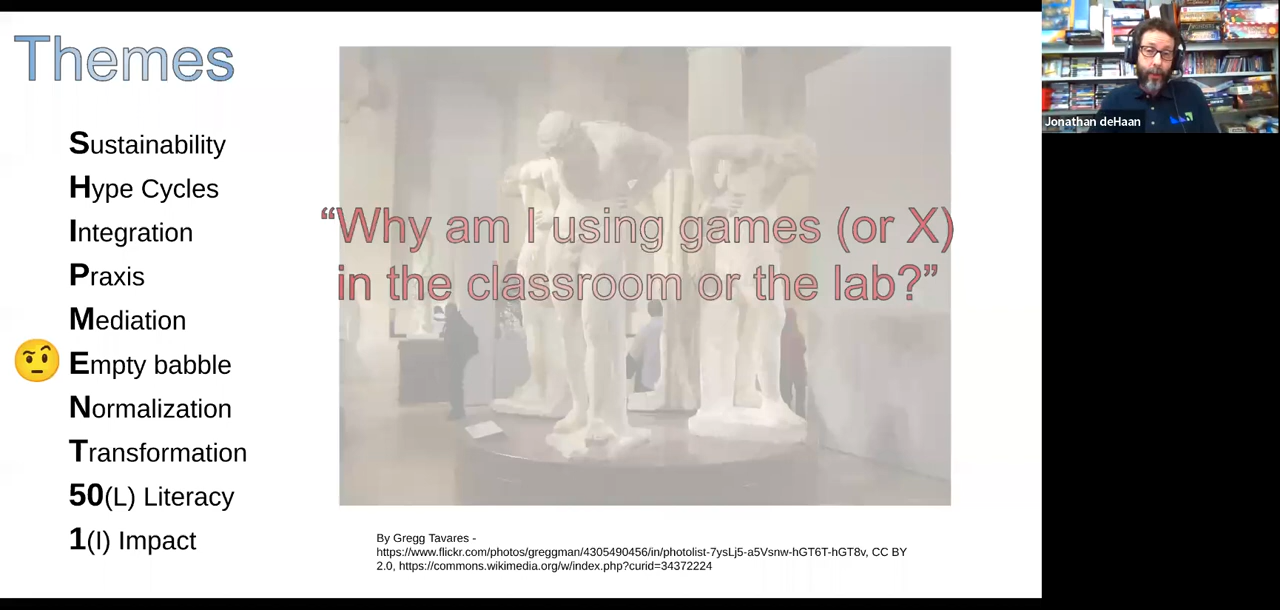 Themes
Sustainability
Hype Cycles
Integration
Praxis
Mediation
Empty babble
Normalization
Transformation
50(L) Literacy
1(I) Impact
“Why am I using games (or X)
in the classroom or the lab?”
By Gregg Tavares -
https://www.flickr.com/photos/greggman/4305490456/in/photolist-7ysLj5-a5Vsnw-hGT6T-hGT8v, CC BY
2.0, https://commons.wikimedia.org/w/index.php?curid=34372224
Jonathan deHaan